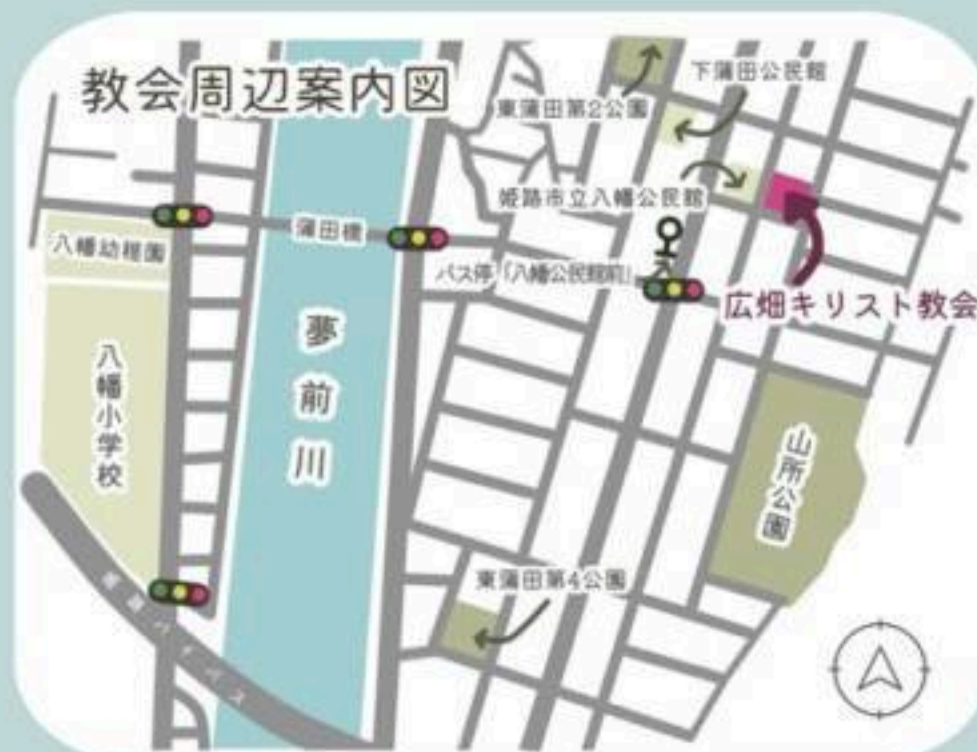 教会周辺案内図
下蒲田公民館
東蒲田第2公園
姫路市立八幡公民館
蒲田橋
八幡幼稚園
バス停「八幡公民館前」
広畑キリスト教会
夢前川
八幡小学校
山所公園
東蒲田第4公園